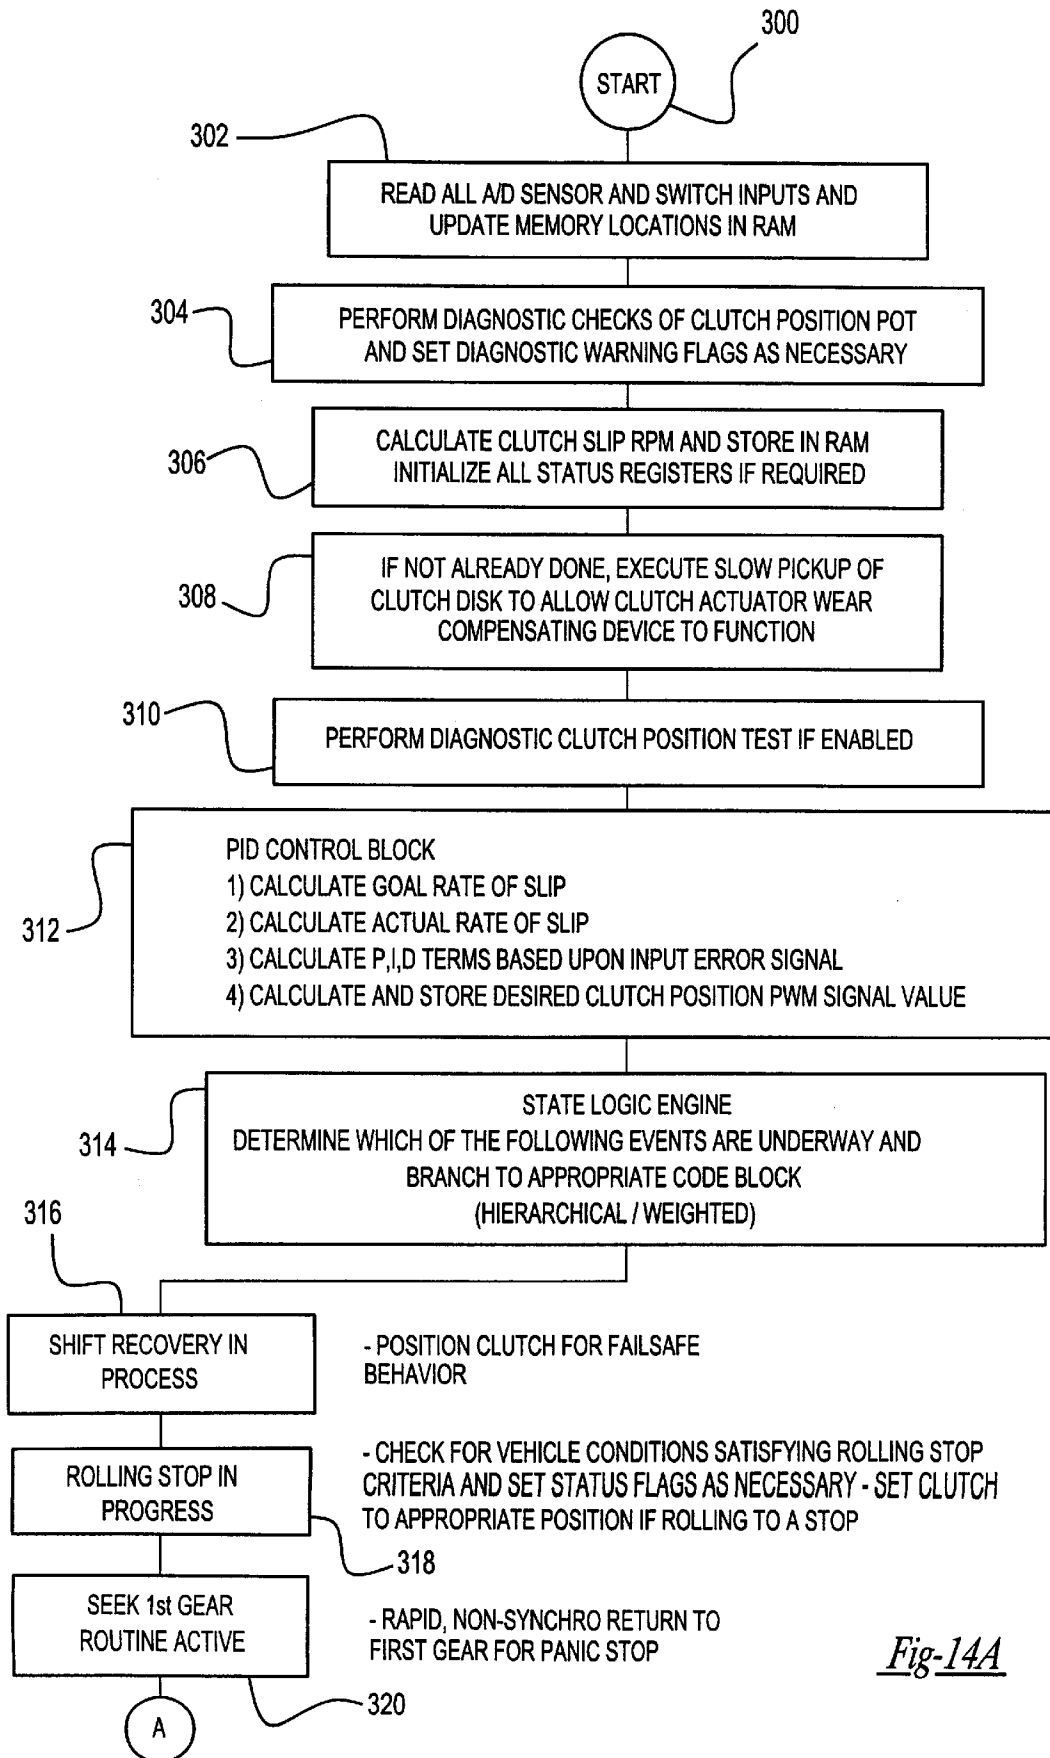 300
START
302
READ ALL A/D SENSOR AND SWITCH INPUTS AND
UPDATE MEMORY LOCATIONS IN RAM
304
PERFORM DIAGNOSTIC CHECKS OF CLUTCH POSITION POT
AND SET DIAGNOSTIC WARNING FLAGS AS NECESSARY
306
CALCULATE CLUTCH SLIP RPM AND STORE IN RAM
INITIALIZE ALL STATUS REGISTERS IF REQUIRED
308
IF NOT ALREADY DONE, EXECUTE SLOW PICKUP OF
CLUTCH DISK TO ALLOW CLUTCH ACTUATOR WEAR
COMPENSATING DEVICE TO FUNCTION
310
PERFORM DIAGNOSTIC CLUTCH POSITION TEST IF ENABLED
312
PID CONTROL BLOCK
1) CALCULATE GOAL RATE OF SLIP
2) CALCULATE ACTUAL RATE OF SLIP
3) CALCULATE P,I,D TERMS BASED UPON INPUT ERROR SIGNAL
4) CALCULATE AND STORE DESIRED CLUTCH POSITION PWM SIGNAL VALUE
314
STATE LOGIC ENGINE
DETERMINE WHICH OF THE FOLLOWING EVENTS ARE UNDERWAY AND
BRANCH TO APPROPRIATE CODE BLOCK
(HIERARCHICAL / WEIGHTED)
316
SHIFT RECOVERY IN
PROCESS
- POSITION CLUTCH FOR FAILSAFE
BEHAVIOR
ROLLING STOP IN
PROGRESS
318
- CHECK FOR VEHICLE CONDITIONS SATISFYING ROLLING STOP
CRITERIA AND SET STATUS FLAGS AS NECESSARY - SET CLUTCH
TO APPROPRIATE POSITION IF ROLLING TO A STOP
SEEK 1st GEAR
ROUTINE ACTIVE
320
- RAPID, NON-SYNCHRO RETURN TO
FIRST GEAR FOR PANIC STOP
A
Fig-14A